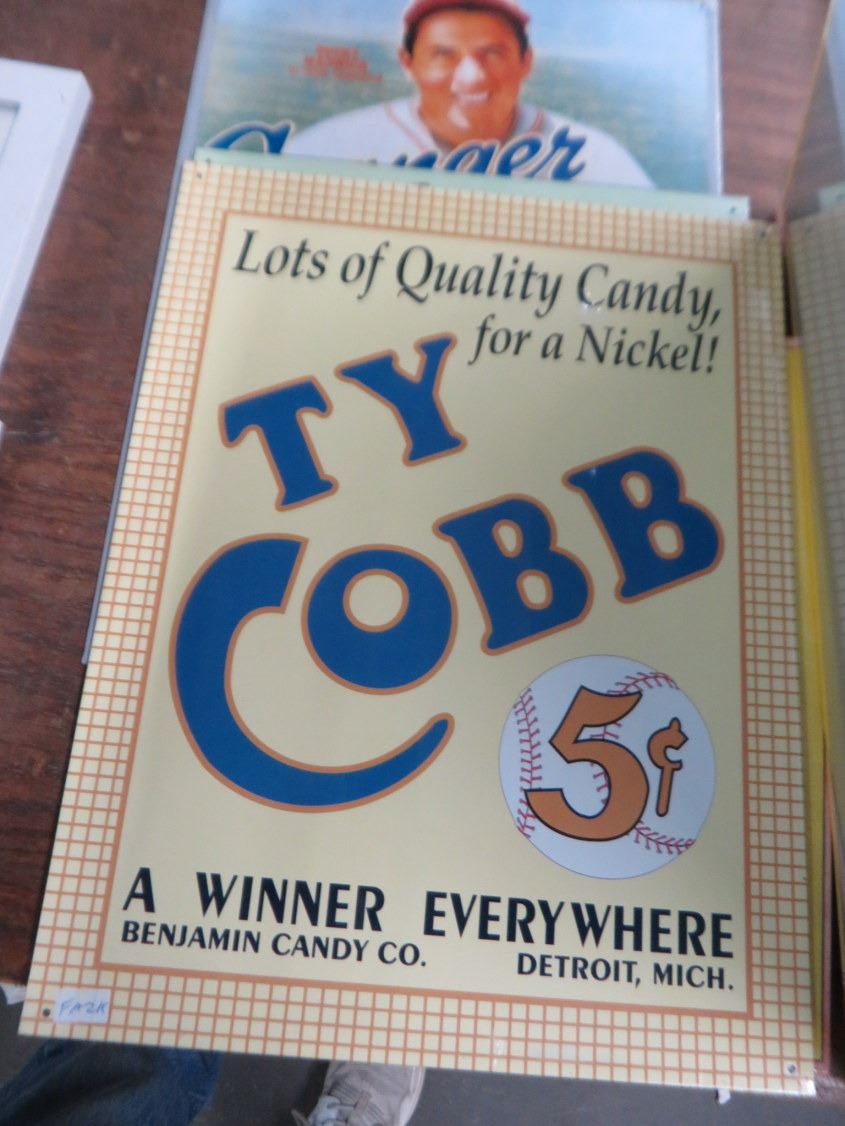 Lots of Quality Candy,
for a Nickel!
TY
COBB
5¢
A WINNER EVERYWHERE
BENJAMIN CANDY CO.
DETROIT, MICH.